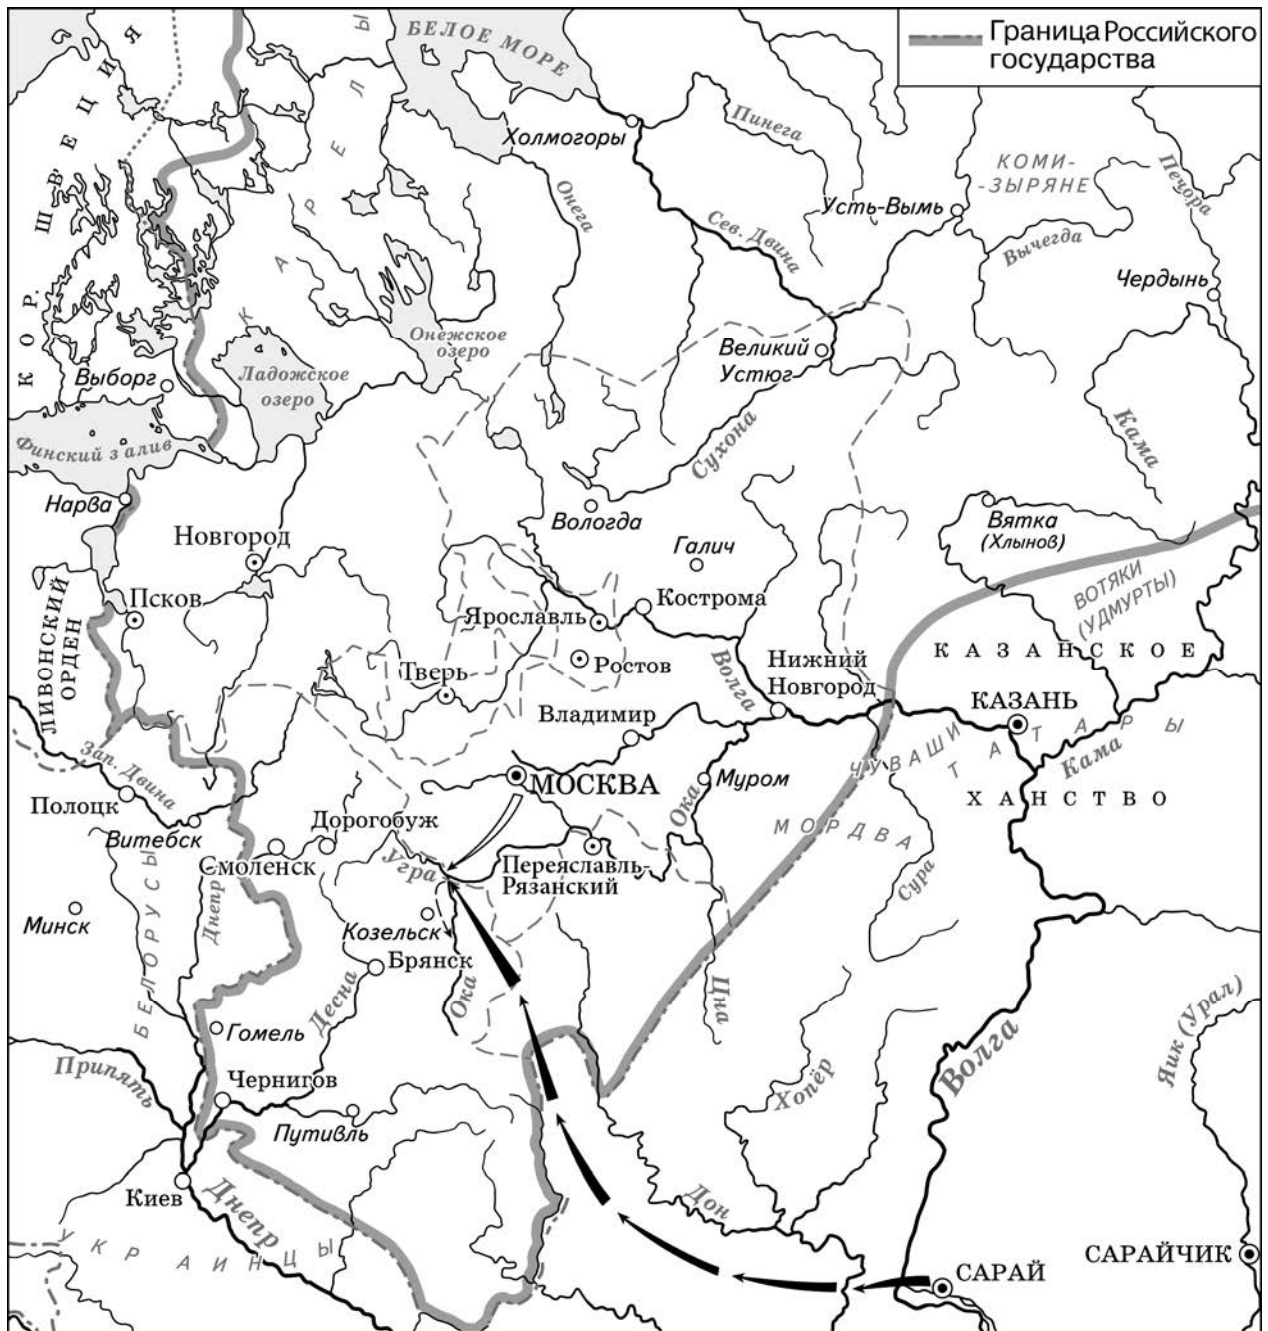 Граница Российского
государства
БЕЛОЕ МОРЕ
КОР. ШВЕЦИЯ
КАРЕЛЫ
Холмогоры
Пинега
Онега
КОМИ-
-ЗЫРЯНЕ
Печора
Усть-Вымь
Сев. Двина
Вычегда
Чердынь
Онежское
озеро
Великий
Устюг
Выборг
Ладожское
озеро
Финский залив
Сухона
Кама
Нарва
Вологда
Вятка
(Хлынов)
Новгород
Галич
ВОТЯКИ
(УДМУРТЫ)
ЛИВОНСКИЙ
ОРДЕН
Псков
Ярославль
Кострома
КАЗАНСКОЕ
Ростов
Волга
Нижний
Новгород
Тверь
КАЗАНЬ
Владимир
ТАТАРЫ
ЧУВАШИ
Кама
Зап. Двина
МОСКВА
Муром
Ока
ХАНСТВО
Полоцк
Витебск
Дорогобуж
МОРДВА
Смоленск
Угра
Переяславль-
Рязанский
Сура
Днепр
Минск
БЕЛОРУСЫ
Козельск
Брянск
Десна
Ока
Цна
Гомель
Волга
Яик (Урал)
Припять
Чернигов
Хопёр
Путивль
Киев
Днепр
Дон
УКРАИНЦЫ
САРАЙЧИК
САРАЙ